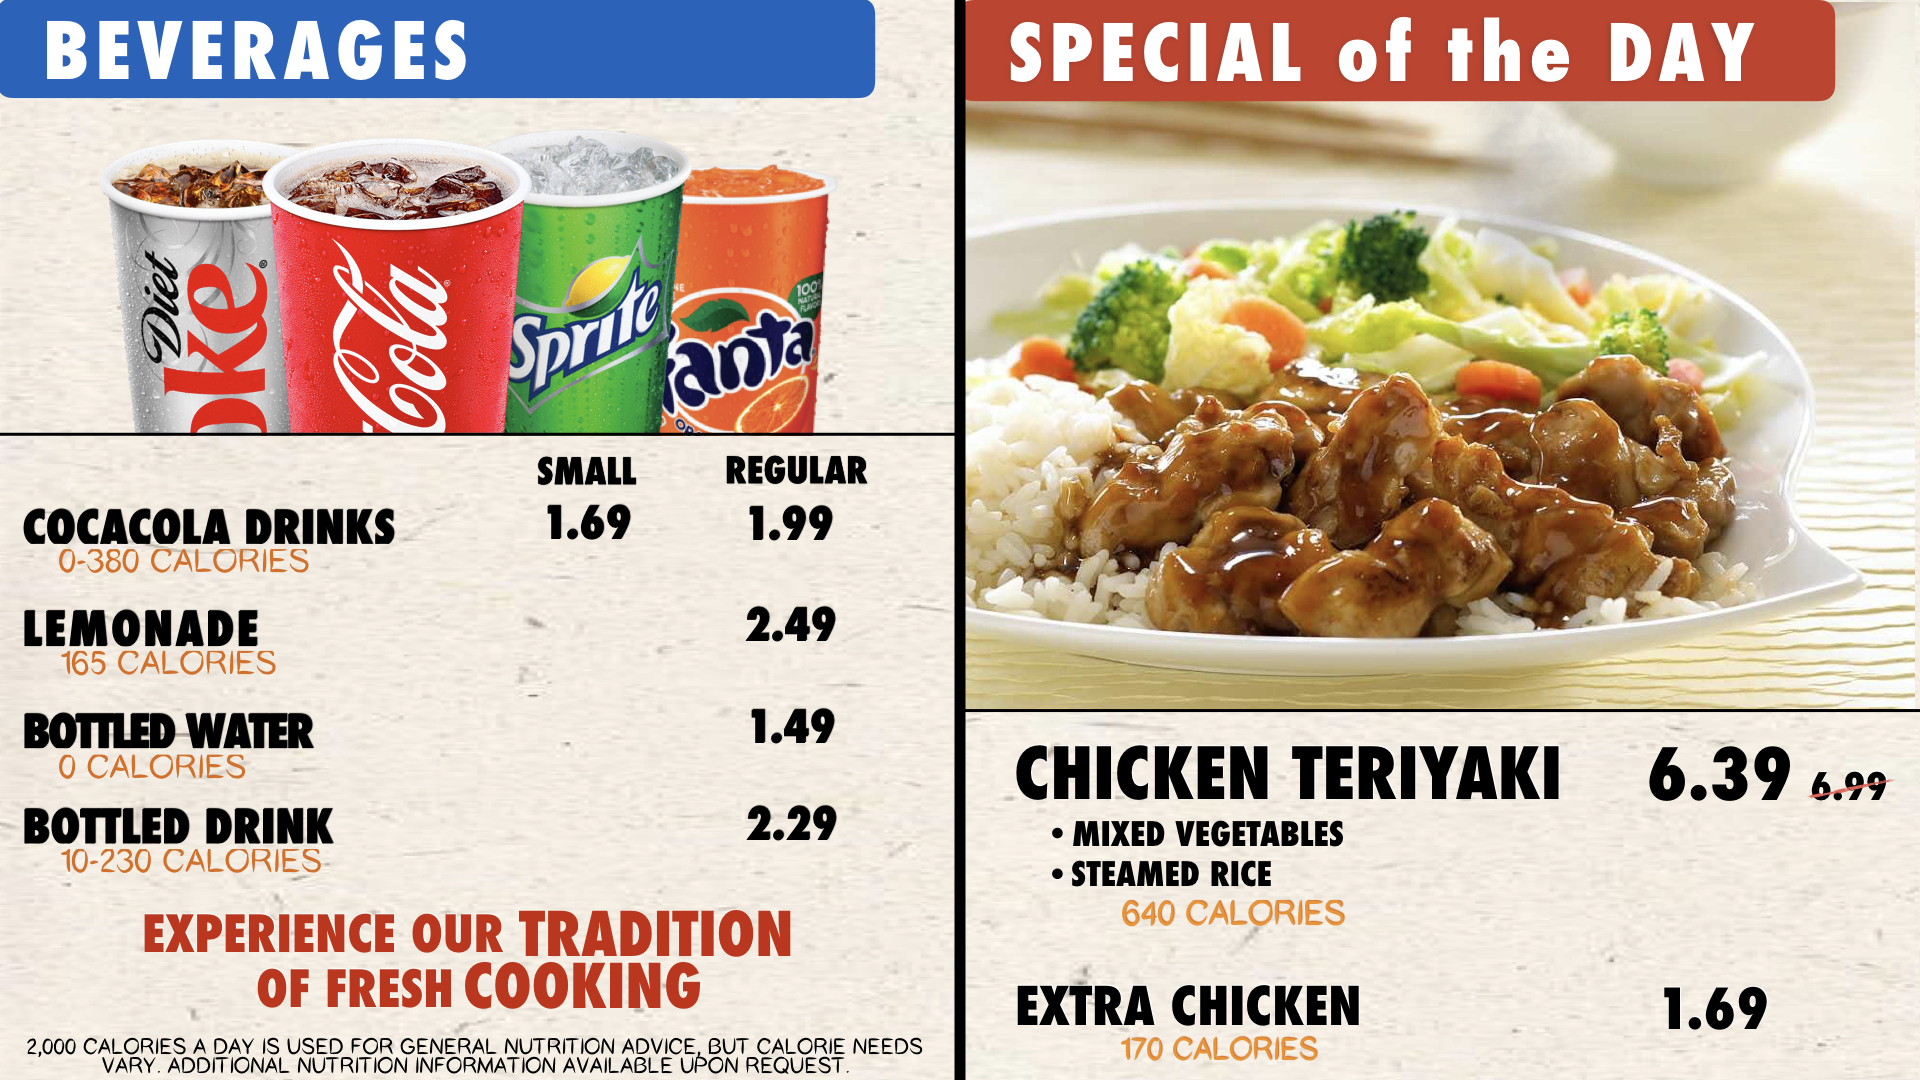 BEVERAGES
Diet
ke®
Cola
Sprite
100%
NATURAL
anta
SMALL REGULAR
COCACOLA DRINKS 1.69 1.99
0-380 CALORIES
LEMONADE 2.49
165 CALORIES
BOTTLED WATER 1.49
0 CALORIES
BOTTLED DRINK 2.29
10-230 CALORIES
EXPERIENCE OUR TRADITION
OF FRESH COOKING
2,000 CALORIES A DAY IS USED FOR GENERAL NUTRITION ADVICE, BUT CALORIE NEEDS
VARY. ADDITIONAL NUTRITION INFORMATION AVAILABLE UPON REQUEST.
SPECIAL of the DAY
CHICKEN TERIYAKI 6.39 6.99
• MIXED VEGETABLES
• STEAMED RICE
640 CALORIES
EXTRA CHICKEN 1.69
170 CALORIES